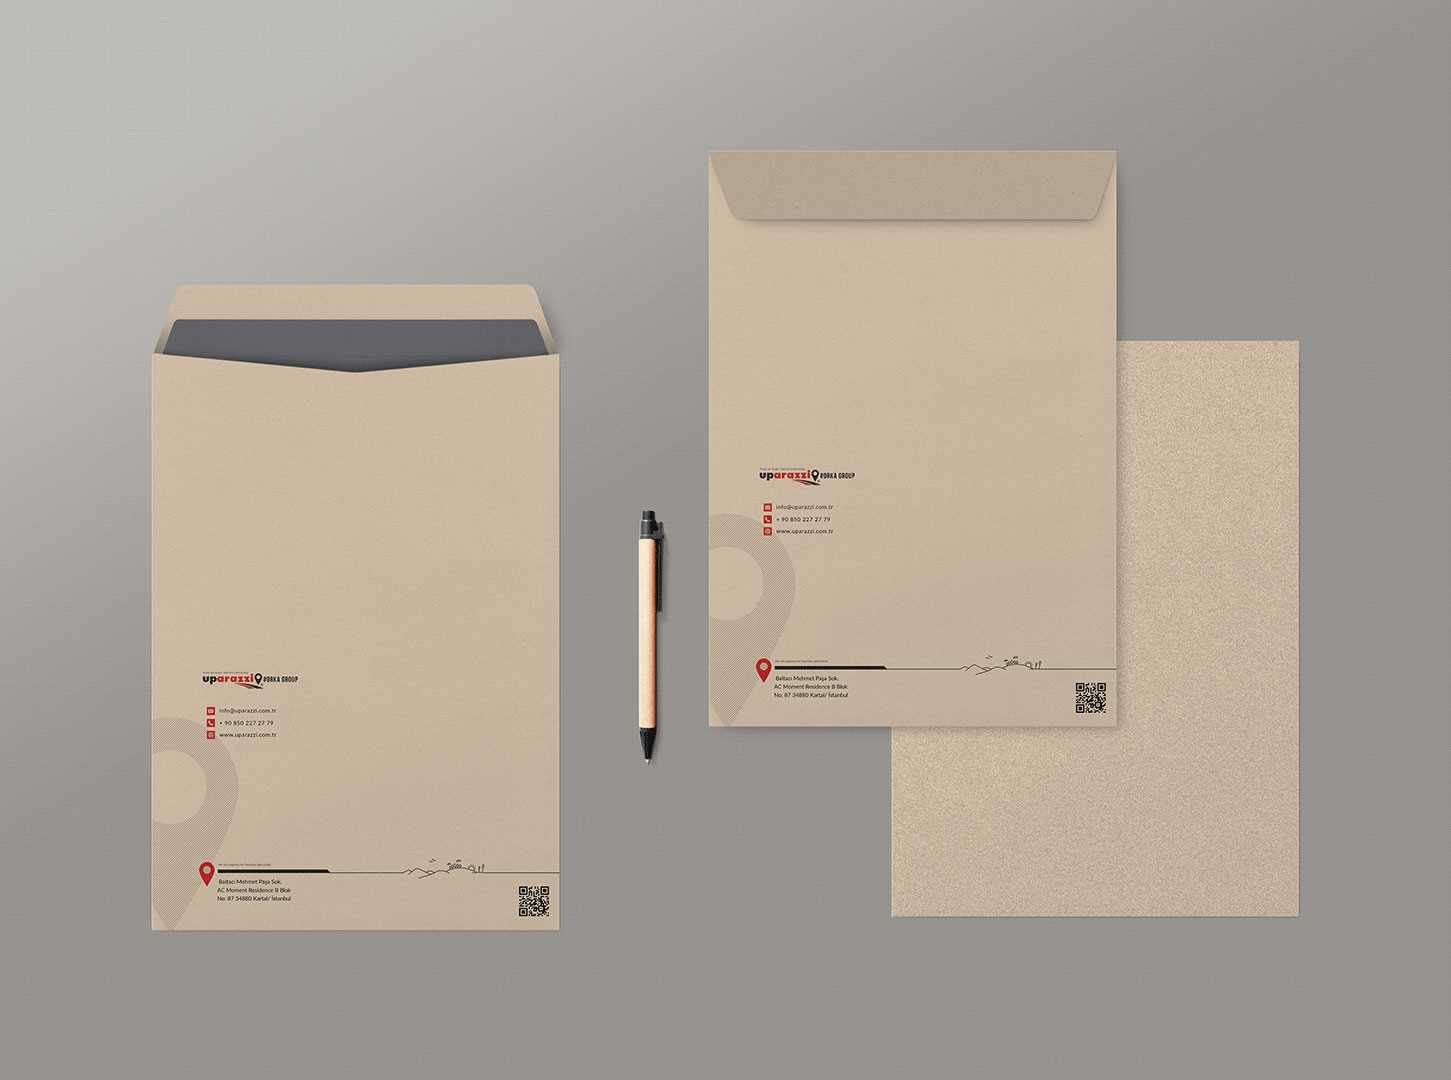 uparazzi ORKA GROUP
info@uparazzi.com.tr
+ 90 850 227 27 79
www.uparazzi.com.tr
Baltacı Mehmet Paşa Sok.
AC Moment Residence B Blok
No: 87 34880 Kartal/ İstanbul
uparazzi ORKA GROUP
info@uparazzi.com.tr
+ 90 850 227 27 79
www.uparazzi.com.tr
Baltacı Mehmet Paşa Sok.
AC Moment Residence B Blok
No: 87 34880 Kartal/ İstanbul